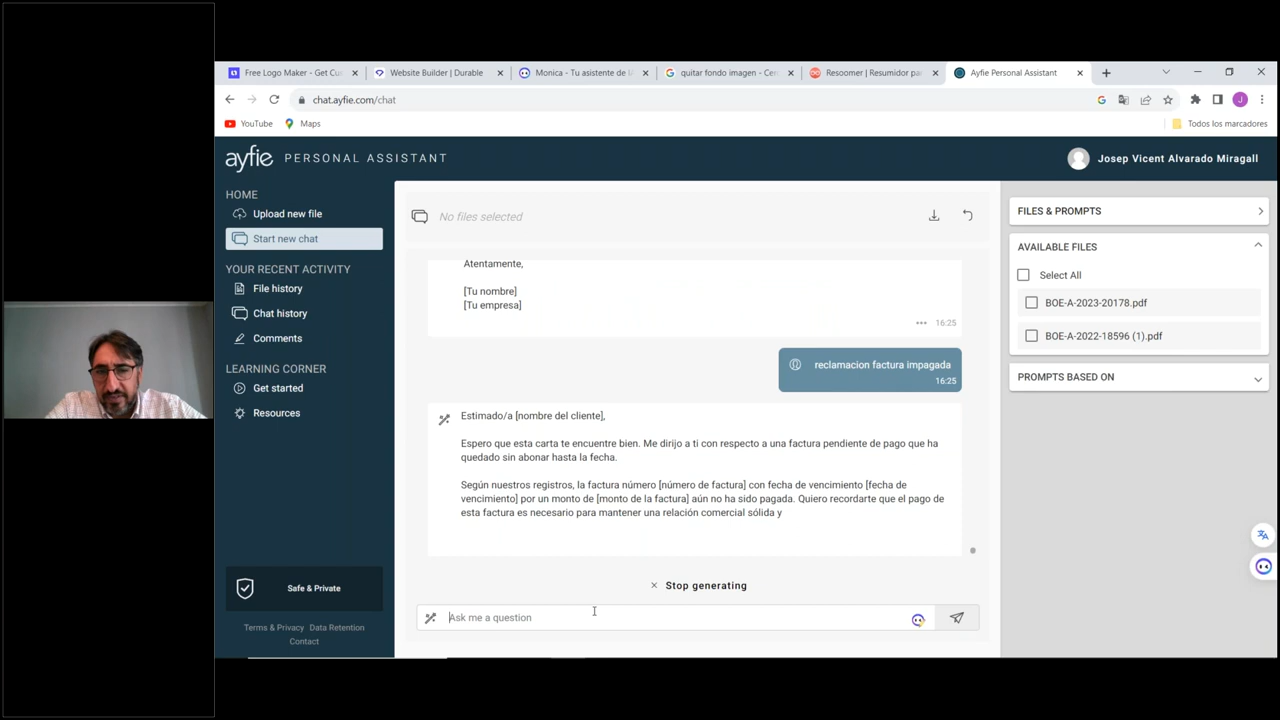 Free Logo Maker - Get Cus
Website Builder | Durable
Monica - Tu asistente de I
quitar fondo imagen - Cer
Resoomer | Resumidor pa
Ayfie Personal Assistant
chat.ayfie.com/chat
J
YouTube
Maps
Todos los marcadores
ayfie PERSONAL ASSISTANT
Josep Vicent Alvarado Miragall
HOME
Upload new file
Start new chat
YOUR RECENT ACTIVITY
File history
Chat history
Comments
LEARNING CORNER
Get started
Resources
Safe & Private
Terms & Privacy Data Retention
Contact
No files selected
Atentamente,
[Tu nombre]
[Tu empresa]
16:25
reclamacion factura impagada
16:25
Estimado/a [nombre del cliente],
Espero que esta carta te encuentre bien. Me dirijo a ti con respecto a una factura pendiente de pago que ha
quedado sin abonar hasta la fecha.
Según nuestros registros, la factura número [número de factura] con fecha de vencimiento [fecha de
vencimiento] por un monto de [monto de la factura] aún no ha sido pagada. Quiero recordarte que el pago de
esta factura es necesario para mantener una relación comercial sólida y
Stop generating
Ask me a question
FILES & PROMPTS
AVAILABLE FILES
Select All
BOE-A-2023-20178.pdf
BOE-A-2022-18596 (1).pdf
PROMPTS BASED ON